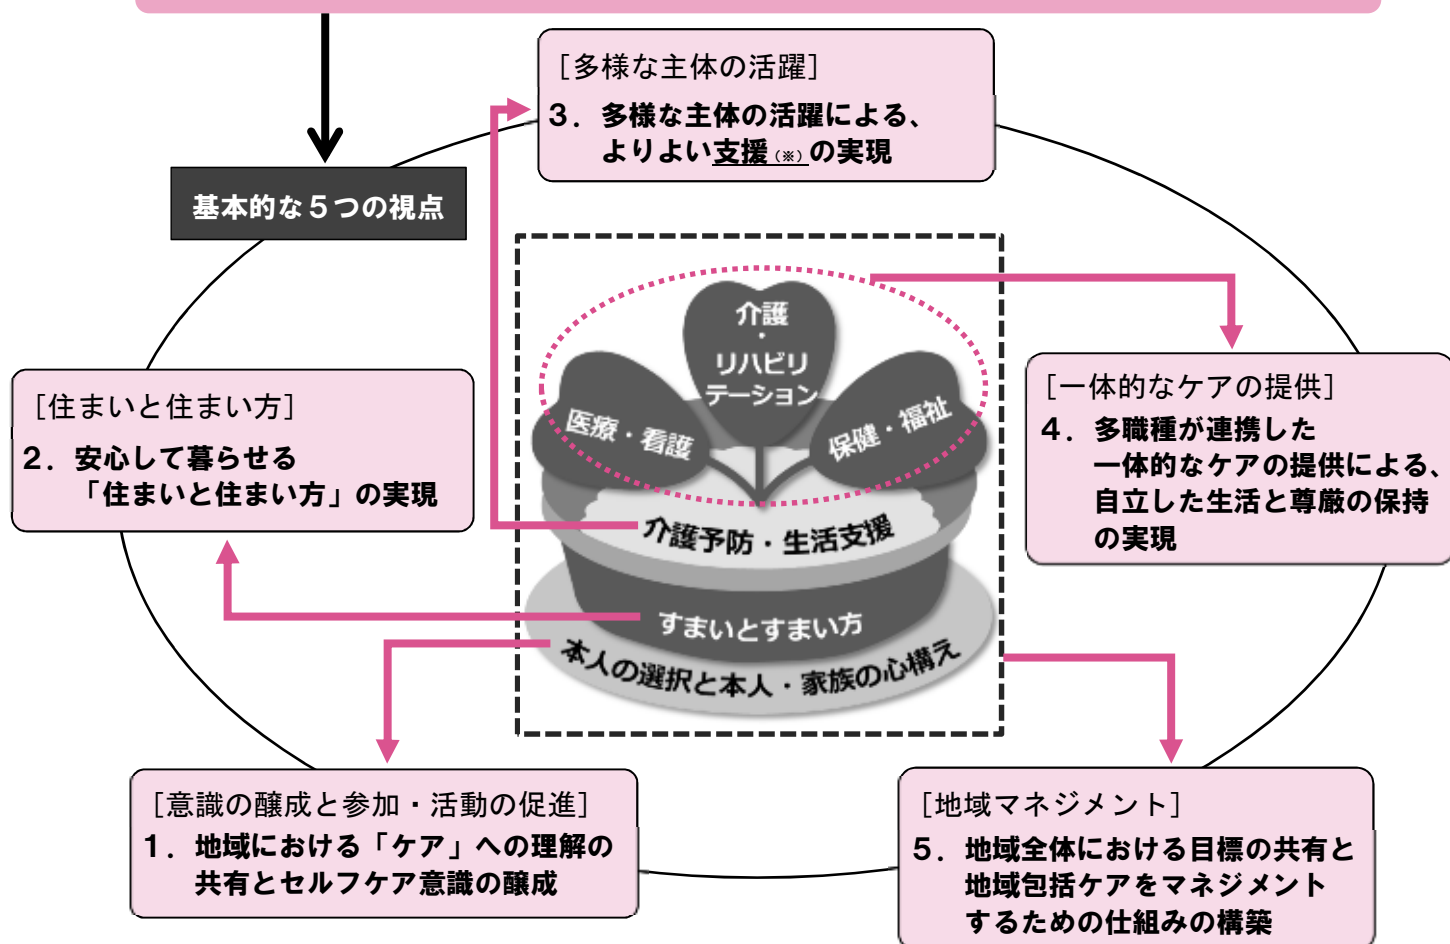 ［多様な主体の活躍］
３．多様な主体の活躍による、
よりよい支援（※）の実現
基本的な５つの視点
介護
・
リハビリ
テーション
医療・看護
保健・福祉
介護予防・生活支援
すまいとすまい方
本人の選択と本人・家族の心構え
［住まいと住まい方］
２．安心して暮らせる
「住まいと住まい方」の実現
［一体的なケアの提供］
４．多職種が連携した
一体的なケアの提供による、
自立した生活と尊厳の保持
の実現
［意識の醸成と参加・活動の促進］
１．地域における「ケア」への理解の
共有とセルフケア意識の醸成
［地域マネジメント］
５．地域全体における目標の共有と
地域包括ケアをマネジメント
するための仕組みの構築